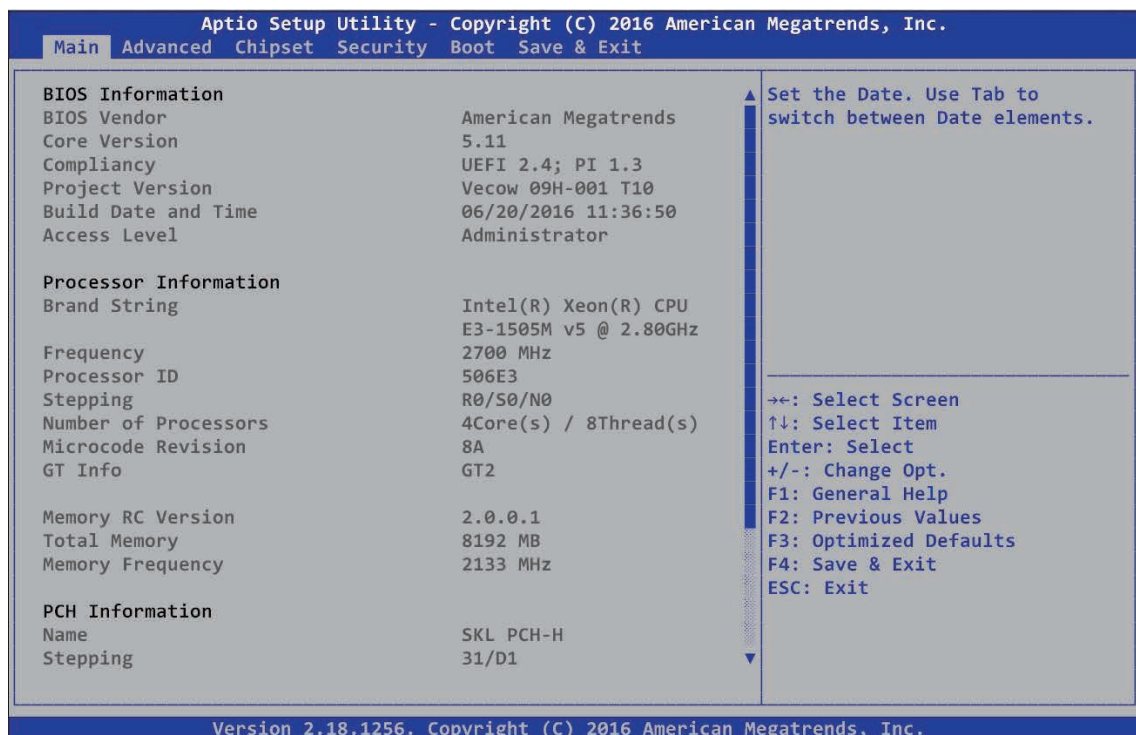 Aptio Setup Utility - Copyright (C) 2016 American Megatrends, Inc.
Main Advanced Chipset Security Boot Save & Exit
BIOS Information
BIOS Vendor American Megatrends
Core Version 5.11
Compliancy UEFI 2.4; PI 1.3
Project Version Vecow 09H-001 T10
Build Date and Time 06/20/2016 11:36:50
Access Level Administrator
Processor Information
Brand String Intel(R) Xeon(R) CPU
E3-1505M v5 @ 2.80GHz
Frequency 2700 MHz
Processor ID 506E3
Stepping R0/S0/N0
Number of Processors 4Core(s) / 8Thread(s)
Microcode Revision 8A
GT Info GT2
Memory RC Version 2.0.0.1
Total Memory 8192 MB
Memory Frequency 2133 MHz
PCH Information
Name SKL PCH-H
Stepping 31/D1
Set the Date. Use Tab to
switch between Date elements.
→←: Select Screen
↑↓: Select Item
Enter: Select
+/-: Change Opt.
F1: General Help
F2: Previous Values
F3: Optimized Defaults
F4: Save & Exit
ESC: Exit
Version 2.18.1256. Copyright (C) 2016 American Megatrends, Inc.